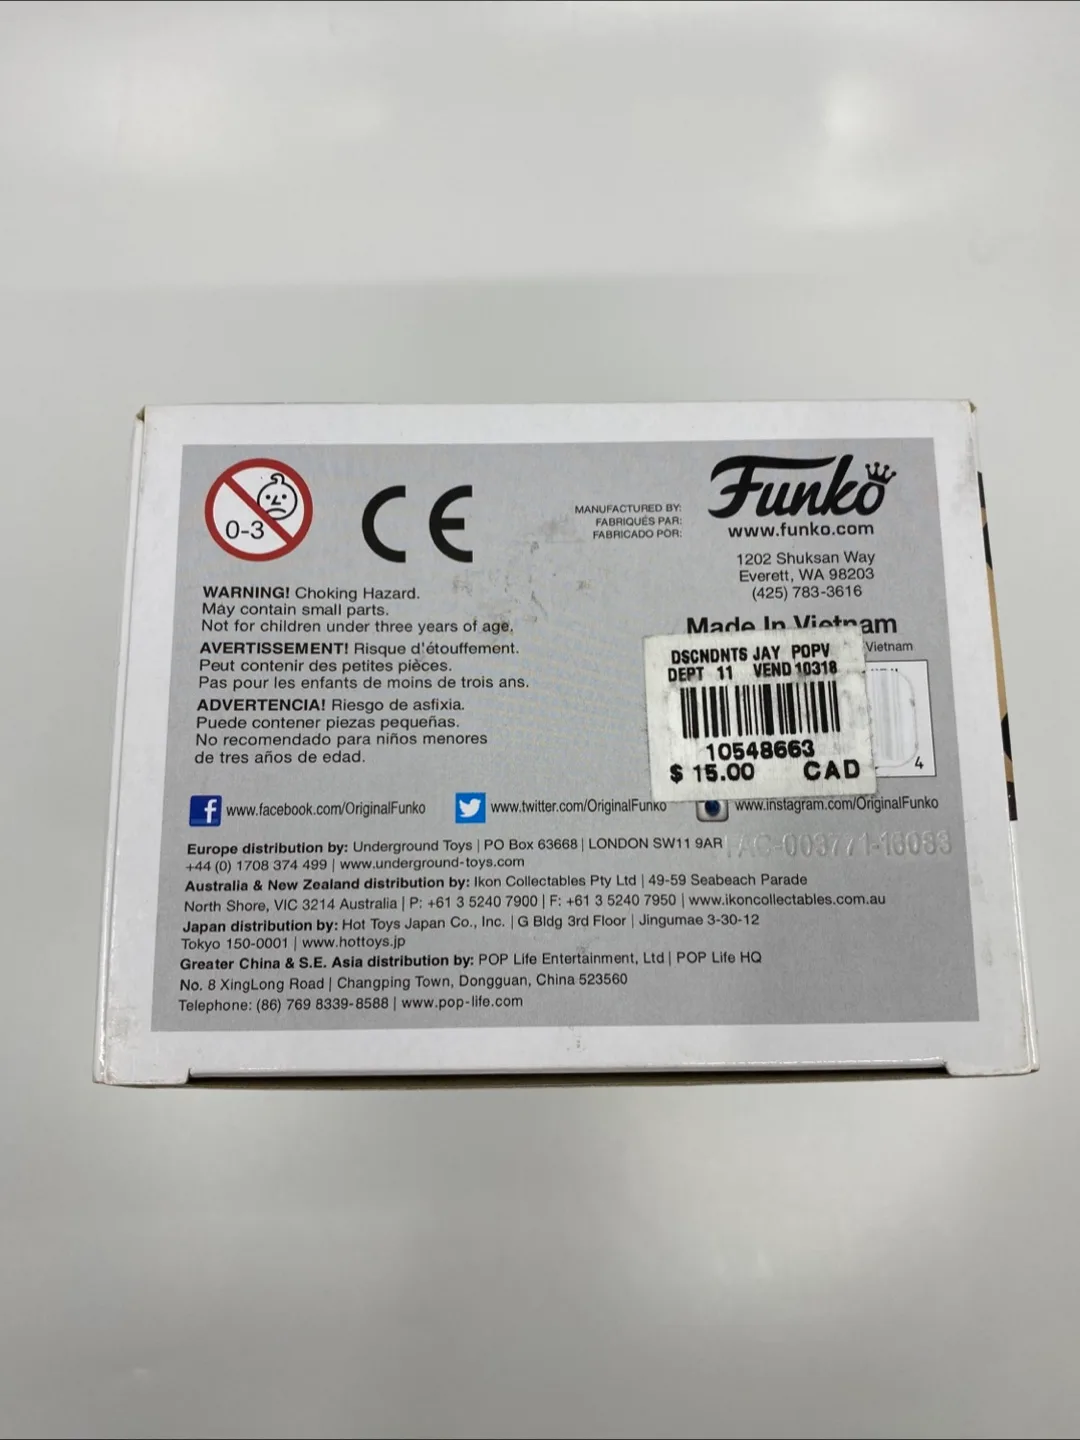 0-3
CE
MANUFACTURED BY:
FABRIQUÉS PAR:
FABRICADO POR:
Funko
www.funko.com
1202 Shuksan Way
Everett, WA 98203
(425) 783-3616
WARNING! Choking Hazard.
May contain small parts.
Not for children under three years of age.
AVERTISSEMENT! Risque d'étouffement.
Peut contenir des petites pièces.
Pas pour les enfants de moins de trois ans.
ADVERTENCIA! Riesgo de asfixia.
Puede contener piezas pequeñas.
No recomendado para niños menores
de tres años de edad.
Made In Vietnam
Vietnam
DSCNDNTS JAY POPV
DEPT 11 VEND 10318
10548663
$ 15.00 CAD
4
www.facebook.com/OriginalFunko
www.twitter.com/OriginalFunko
www.instagram.com/OriginalFunko
Europe distribution by: Underground Toys | PO Box 63668 | LONDON SW11 9AR
+44 (0) 1708 374 499 | www.underground-toys.com
Australia & New Zealand distribution by: Ikon Collectables Pty Ltd | 49-59 Seabeach Parade
North Shore, VIC 3214 Australia | P: +61 3 5240 7900 | F: +61 3 5240 7950 | www.ikoncollectables.com.au
Japan distribution by: Hot Toys Japan Co., Inc. | G Bldg 3rd Floor | Jingumae 3-30-12
Tokyo 150-0001 | www.hottoys.jp
Greater China & S.E. Asia distribution by: POP Life Entertainment, Ltd | POP Life HQ
No. 8 XingLong Road | Changping Town, Dongguan, China 523560
Telephone: (86) 769 8339-8588 | www.pop-life.com